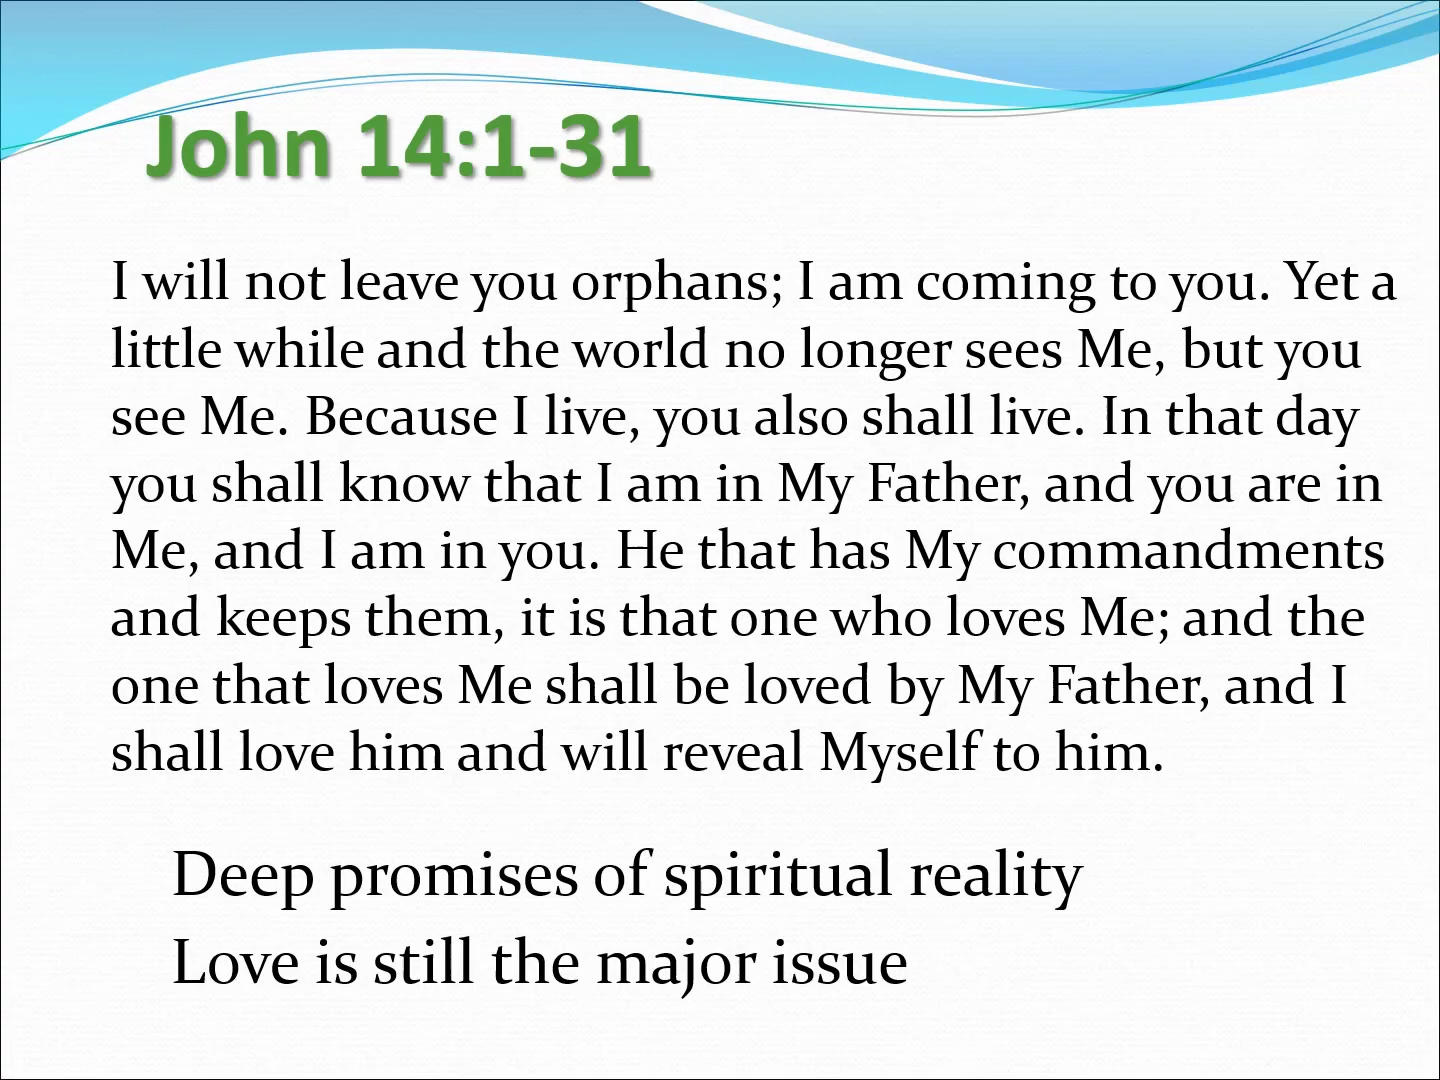 John 14:1-31
I will not leave you orphans; I am coming to you. Yet a
little while and the world no longer sees Me, but you
see Me. Because I live, you also shall live. In that day
you shall know that I am in My Father, and you are in
Me, and I am in you. He that has My commandments
and keeps them, it is that one who loves Me; and the
one that loves Me shall be loved by My Father, and I
shall love him and will reveal Myself to him.
Deep promises of spiritual reality
Love is still the major issue